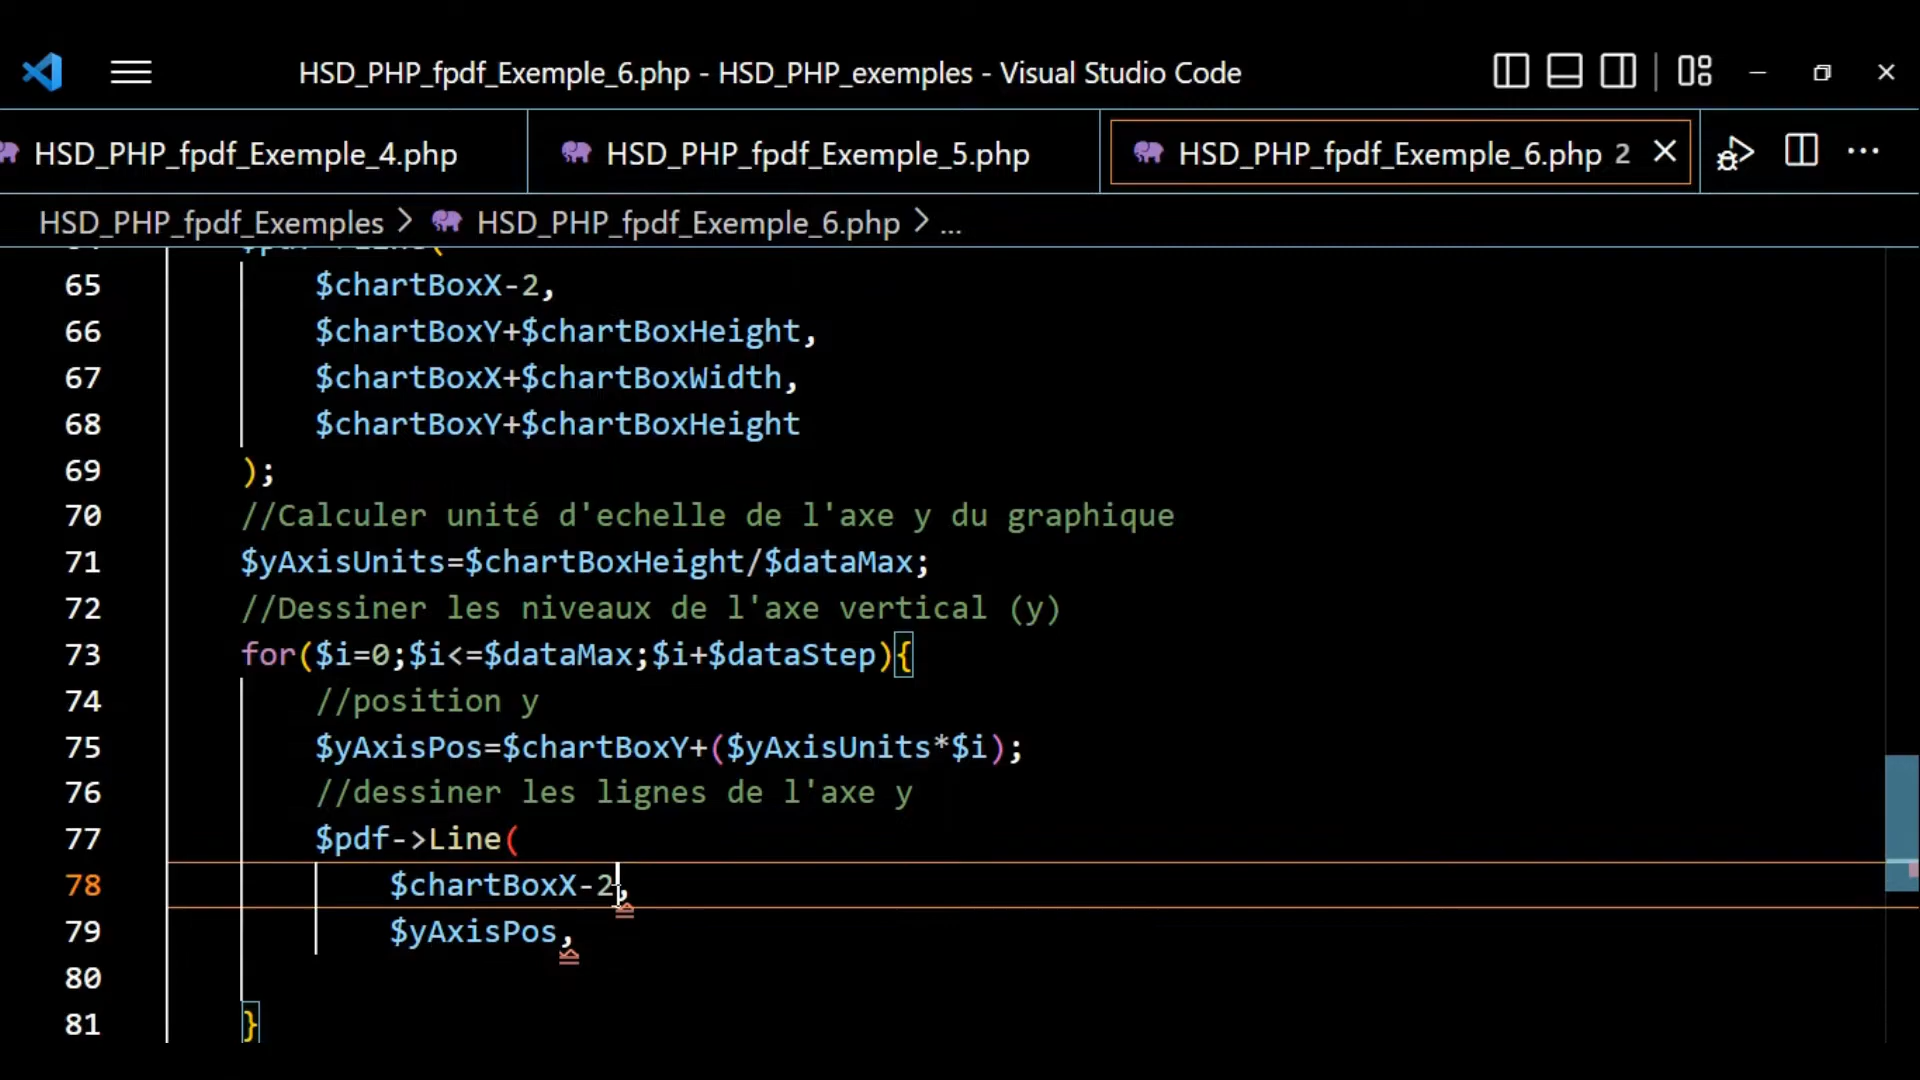 HSD_PHP_fpdf_Exemple_6.php - HSD_PHP_exemples - Visual Studio Code
HSD_PHP_fpdf_Exemple_4.php
HSD_PHP_fpdf_Exemple_5.php
HSD_PHP_fpdf_Exemple_6.php 2
HSD_PHP_fpdf_Exemples > HSD_PHP_fpdf_Exemple_6.php > ...
65 $chartBoxX-2,
66 $chartBoxY+$chartBoxHeight,
67 $chartBoxX+$chartBoxWidth,
68 $chartBoxY+$chartBoxHeight
69 );
70 //Calculer unité d'echelle de l'axe y du graphique
71 $yAxisUnits=$chartBoxHeight/$dataMax;
72 //Dessiner les niveaux de l'axe vertical (y)
73 for($i=0;$i<=$dataMax;$i+$dataStep){
74 //position y
75 $yAxisPos=$chartBoxY+($yAxisUnits*$i);
76 //dessiner les lignes de l'axe y
77 $pdf->Line(
78 $chartBoxX-2,
79 $yAxisPos,
80
81 }